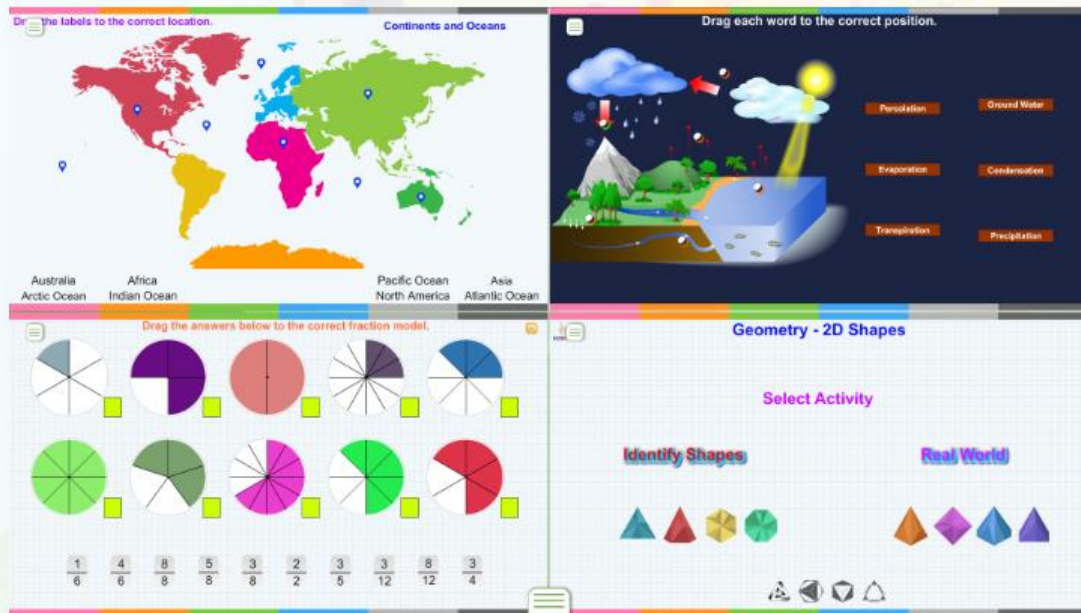 Drag the labels to the correct location.
Continents and Oceans
Australia
Africa
Pacific Ocean
Asia
Arctic Ocean
Indian Ocean
North America
Atlantic Ocean
Drag each word to the correct position.
Percolation
Ground Water
Evaporation
Condensation
Transpiration
Precipitation
Drag the answers below to the correct fraction model.
1/6 4/6 8/8 5/8 3/8 2/2 3/5 3/12 8/12 3/4
Geometry - 2D Shapes
Select Activity
Identify Shapes
Real World